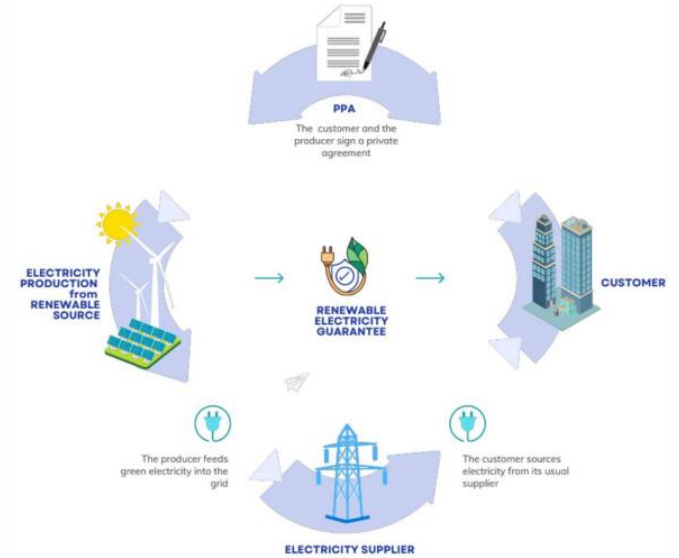 PPA
The customer and the
producer sign a private
agreement
ELECTRICITY
PRODUCTION
from
RENEWABLE
SOURCE
RENEWABLE
ELECTRICITY
GUARANTEE
CUSTOMER
The producer feeds
green electricity into the
grid
The customer sources
electricity from its usual
supplier
ELECTRICITY SUPPLIER